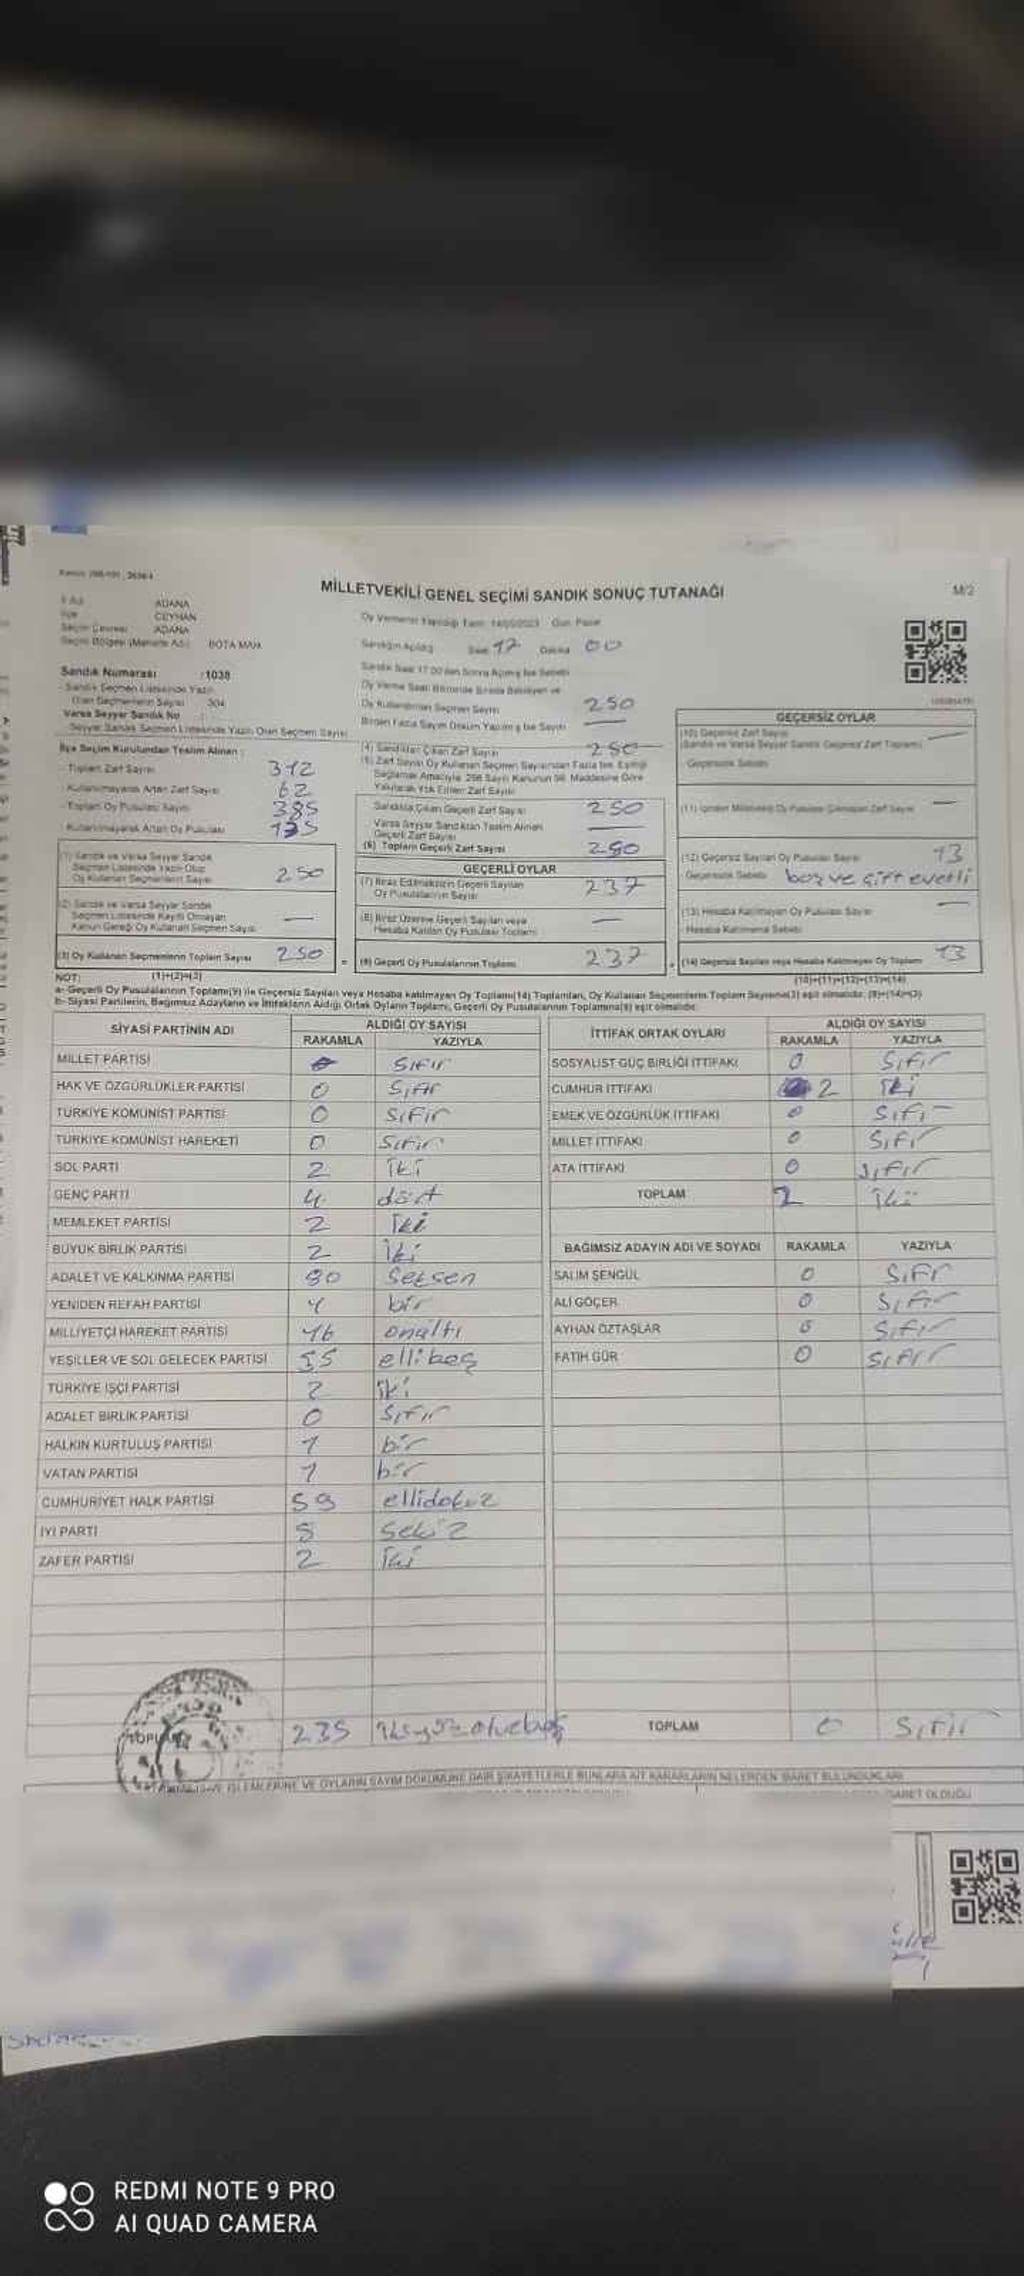 MİLLETVEKİLİ GENEL SEÇİMİ SANDIK SONUÇ TUTANAĞI
M/2
ADANA
CEYHAN
ADANA
BOTA MAH.
Oy Vermenin Yapıldığı Tarih: 14/05/2023 Gün: Pazar
Sandığın Açıldığı Saat 17 Dakika 00
Sandık Numarası :1038
Sandık Seçmen Listesinde Yazılı
Olan Seçmenlerin Sayısı 304
Varsa Seyyar Sandık No
Seyyar Sandık Seçmen Listesinde Yazılı Olan Seçmen Sayısı
Sandık Saat 17:00'den Sonra Açılmış İse Sebebi
Oy Verme Saati Bitiminde Sırada Bekleyen ve
Oy Kullandırılan Seçmen Sayısı 250
Birden Fazla Sayım Döküm Yapılmış İse Sayısı —
İlçe Seçim Kurulundan Teslim Alınan :
Toplam Zarf Sayısı 312
Kullanılmayarak Artan Zarf Sayısı 62
Toplam Oy Pusulası Sayısı 385
Kullanılmayarak Artan Oy Pusulası 135
(4) Sandıktan Çıkan Zarf Sayısı 250
(5) Zarf Sayısı Oy Kullanan Seçmen Sayısından Fazla İse, Eşitliği
Sağlamak Amacıyla 298 Sayılı Kanunun 98. Maddesine Göre
Yakılarak Yok Edilen Zarf Sayısı
Sandıkta Çıkan Geçerli Zarf Sayısı 250
Varsa Seyyar Sandıktan Teslim Alınan
Geçerli Zarf Sayısı —
(6) Toplam Geçerli Zarf Sayısı 250
GEÇERSİZ OYLAR
(10) Geçersiz Zarf Sayısı —
(Sandık ve Varsa Seyyar Sandık Geçersiz Zarf Toplamı)
Geçersizlik Sebebi
(11) İçinden Milletvekili Oy Pusulası Çıkmayan Zarf Sayısı —
(12) Geçersiz Sayılan Oy Pusulası Sayısı 13
Geçersizlik Sebebi boş ve çift evetli
(13) Hesaba Katılmayan Oy Pusulası Sayısı —
Hesaba Katılmama Sebebi
(14) Geçersiz Sayılan veya Hesaba Katılmayan Oy Toplamı 13
(10)+(11)+(12)+(13)=(14)
(1) Sandık ve Varsa Seyyar Sandık
Seçmen Listesinde Yazılı Olup
Oy Kullanan Seçmenlerin Sayısı 250
(2) Sandık ve Varsa Seyyar Sandık
Seçmen Listesinde Kayıtlı Olmayan
Kanun Gereği Oy Kullanan Seçmen Sayısı —
(3) Oy Kullanan Seçmenlerin Toplam Sayısı 250
(1)+(2)=(3)
GEÇERLİ OYLAR
(7) İtiraz Edilmeksizin Geçerli Sayılan
Oy Pusulalarının Sayısı 237
(8) İtiraz Üzerine Geçerli Sayılan veya
Hesaba Katılan Oy Pusulası Toplamı —
(9) Geçerli Oy Pusulalarının Toplamı 237
NOT:
a- Geçerli Oy Pusulalarının Toplamı(9) ile Geçersiz Sayılan veya Hesaba katılmayan Oy Toplamı(14) Toplamları, Oy Kullanan Seçmenlerin Toplam Sayısına(3) eşit olmalıdır. (9)+(14)=(3)
b- Siyasi Partilerin, Bağımsız Adayların ve İttifakların Aldığı Ortak Oyların Toplamı, Geçerli Oy Pusulalarının Toplamına(9) eşit olmalıdır.
SİYASİ PARTİNİN ADI
ALDIĞI OY SAYISI
RAKAMLA YAZIYLA
MİLLET PARTİSİ 0 Sıfır
HAK VE ÖZGÜRLÜKLER PARTİSİ 0 Sıfır
TÜRKİYE KOMÜNİST PARTİSİ 0 Sıfır
TÜRKİYE KOMÜNİST HAREKETİ 0 Sıfır
SOL PARTİ 2 İki
GENÇ PARTİ 4 dört
MEMLEKET PARTİSİ 2 İki
BÜYÜK BİRLİK PARTİSİ 2 İki
ADALET VE KALKINMA PARTİSİ 80 Seksen
YENİDEN REFAH PARTİSİ 1 bir
MİLLİYETÇİ HAREKET PARTİSİ 16 onaltı
YEŞİLLER VE SOL GELECEK PARTİSİ 55 ellibeş
TÜRKİYE İŞÇİ PARTİSİ 2 iki
ADALET BİRLİK PARTİSİ 0 Sıfır
HALKIN KURTULUŞ PARTİSİ 1 bir
VATAN PARTİSİ 1 bir
CUMHURİYET HALK PARTİSİ 59 ellidokuz
İYİ PARTİ 8 Sekiz
ZAFER PARTİSİ 2 İki
TOPLAM 235 İkiyüzotuzbeş
İTTİFAK ORTAK OYLARI
ALDIĞI OY SAYISI
RAKAMLA YAZIYLA
SOSYALİST GÜÇ BİRLİĞİ İTTİFAKI 0 Sıfır
CUMHUR İTTİFAKI 2 İki
EMEK VE ÖZGÜRLÜK İTTİFAKI 0 Sıfır
MİLLET İTTİFAKI 0 Sıfır
ATA İTTİFAKI 0 Sıfır
TOPLAM 2 İki
BAĞIMSIZ ADAYIN ADI VE SOYADI RAKAMLA YAZIYLA
SALİM ŞENGÜL 0 Sıfır
ALİ GÖÇER 0 Sıfır
AYHAN ÖZTAŞLAR 0 Sıfır
FATİH GÜR 0 Sıfır
TOPLAM 0 Sıfır
İŞLEMLERİNE VE OYLARIN SAYIM DÖKÜMÜNE DAİR ŞİKAYETLERLE BUNLARA AİT KARARLARIN NELERDEN İBARET BULUNDUKLARI
REDMI NOTE 9 PRO
AI QUAD CAMERA